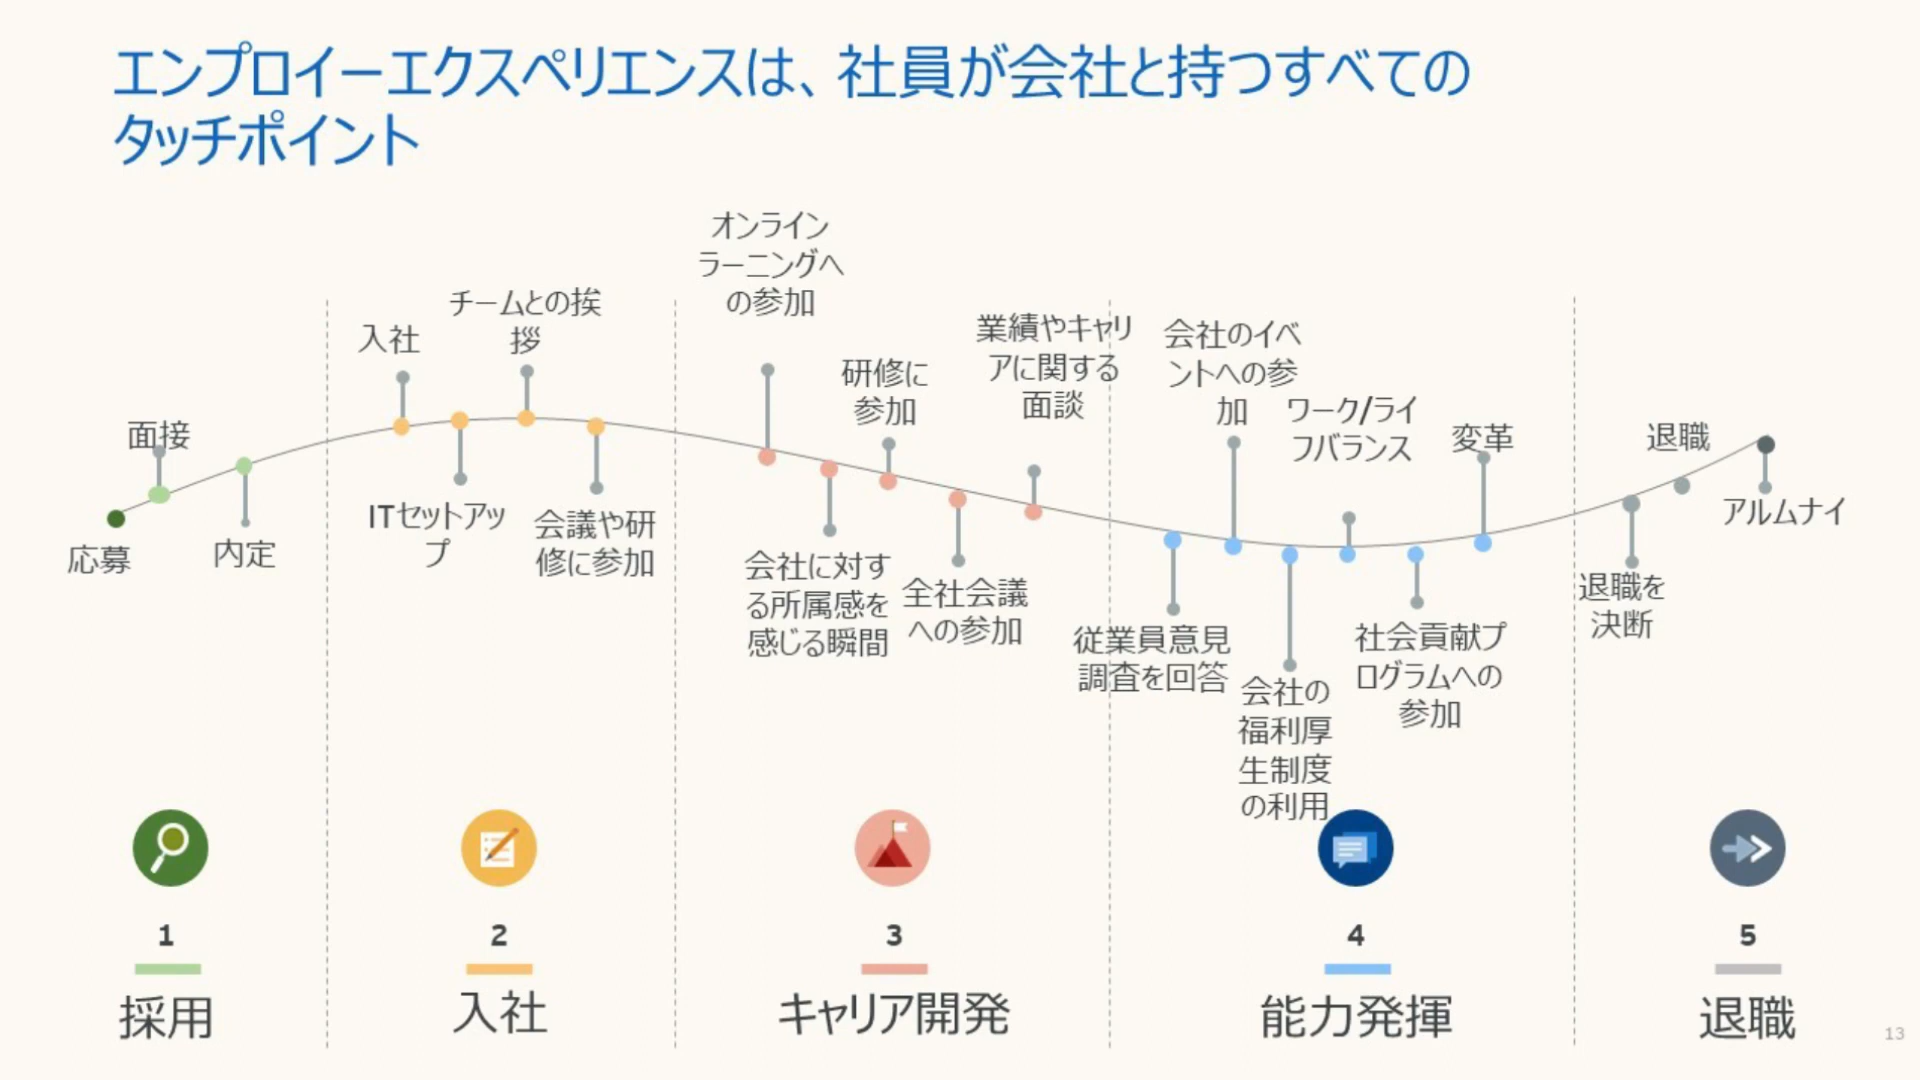 エンプロイーエクスペリエンスは、社員が会社と持つすべての
タッチポイント
応募
面接
内定
入社
ITセットアッ
プ
チームとの挨
拶
会議や研
修に参加
オンライン
ラーニングへ
の参加
会社に対す
る所属感を
感じる瞬間
研修に
参加
全社会議
への参加
業績やキャリ
アに関する
面談
従業員意見
調査を回答
会社のイベ
ントへの参
加
会社の
福利厚
生制度
の利用
ワーク/ライ
フバランス
社会貢献プ
ログラムへの
参加
変革
退職を
決断
退職
アルムナイ
1
採用
2
入社
3
キャリア開発
4
能力発揮
5
退職
13